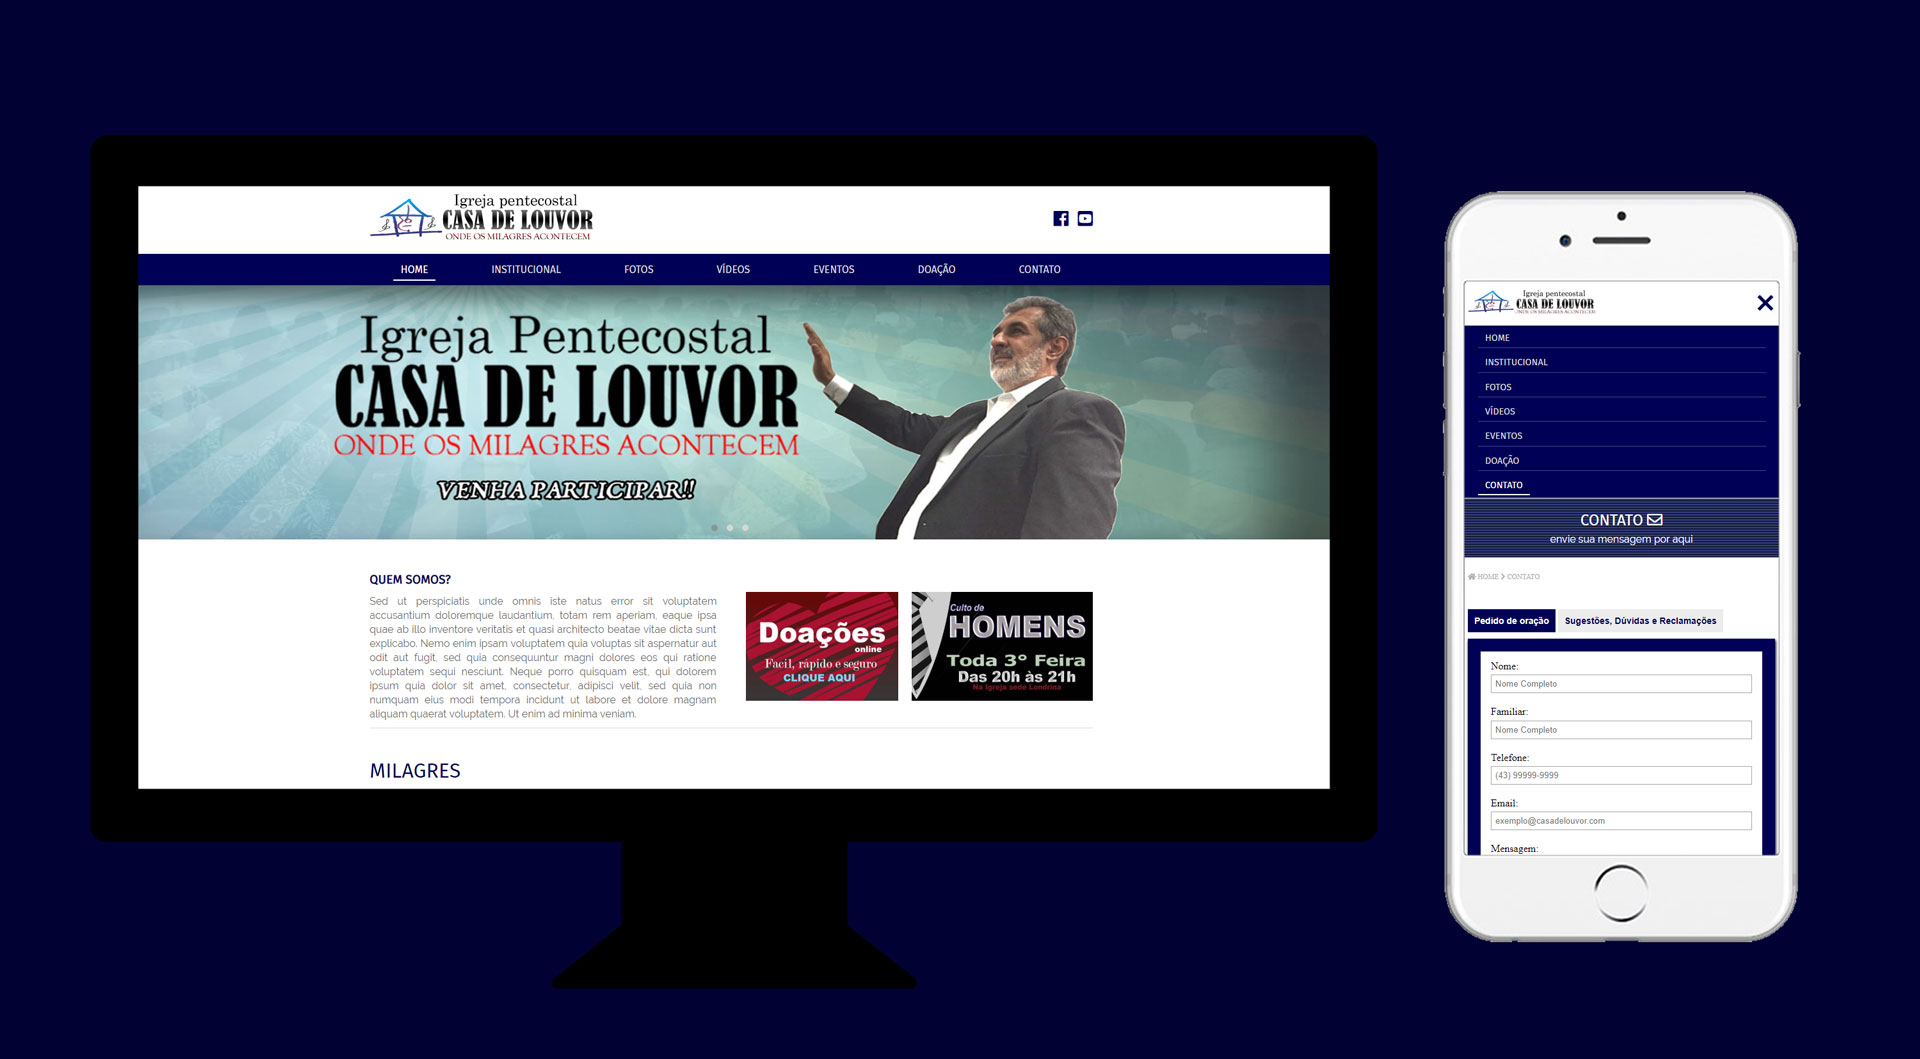 Igreja pentecostal
CASA DE LOUVOR
ONDE OS MILAGRES ACONTECEM
HOME
INSTITUCIONAL
FOTOS
VÍDEOS
EVENTOS
DOAÇÃO
CONTATO
Igreja Pentecostal
CASA DE LOUVOR
ONDE OS MILAGRES ACONTECEM
VENHA PARTICIPAR!!
QUEM SOMOS?
Sed ut perspiciatis unde omnis iste natus error sit voluptatem
accusantium doloremque laudantium, totam rem aperiam, eaque ipsa
quae ab illo inventore veritatis et quasi architecto beatae vitae dicta sunt
explicabo. Nemo enim ipsam voluptatem quia voluptas sit aspernatur aut
odit aut fugit, sed quia consequuntur magni dolores eos qui ratione
voluptatem sequi nesciunt. Neque porro quisquam est, qui dolorem
ipsum quia dolor sit amet, consectetur, adipisci velit, sed quia non
numquam eius modi tempora incidunt ut labore et dolore magnam
aliquam quaerat voluptatem. Ut enim ad minima veniam.
Doações
online
Facil, rápido e seguro
CLIQUE AQUI
Culto de
HOMENS
Toda 3º Feira
Das 20h às 21h
Na Igreja sede Londrina
MILAGRES
Igreja pentecostal
CASA DE LOUVOR
ONDE OS MILAGRES ACONTECEM
HOME
INSTITUCIONAL
FOTOS
VÍDEOS
EVENTOS
DOAÇÃO
CONTATO
CONTATO
envie sua mensagem por aqui
HOME > CONTATO
Pedido de oração
Sugestões, Dúvidas e Reclamações
Nome:
Nome Completo
Familiar:
Nome Completo
Telefone:
(43) 99999-9999
Email:
exemplo@casadelouvor.com
Mensagem: